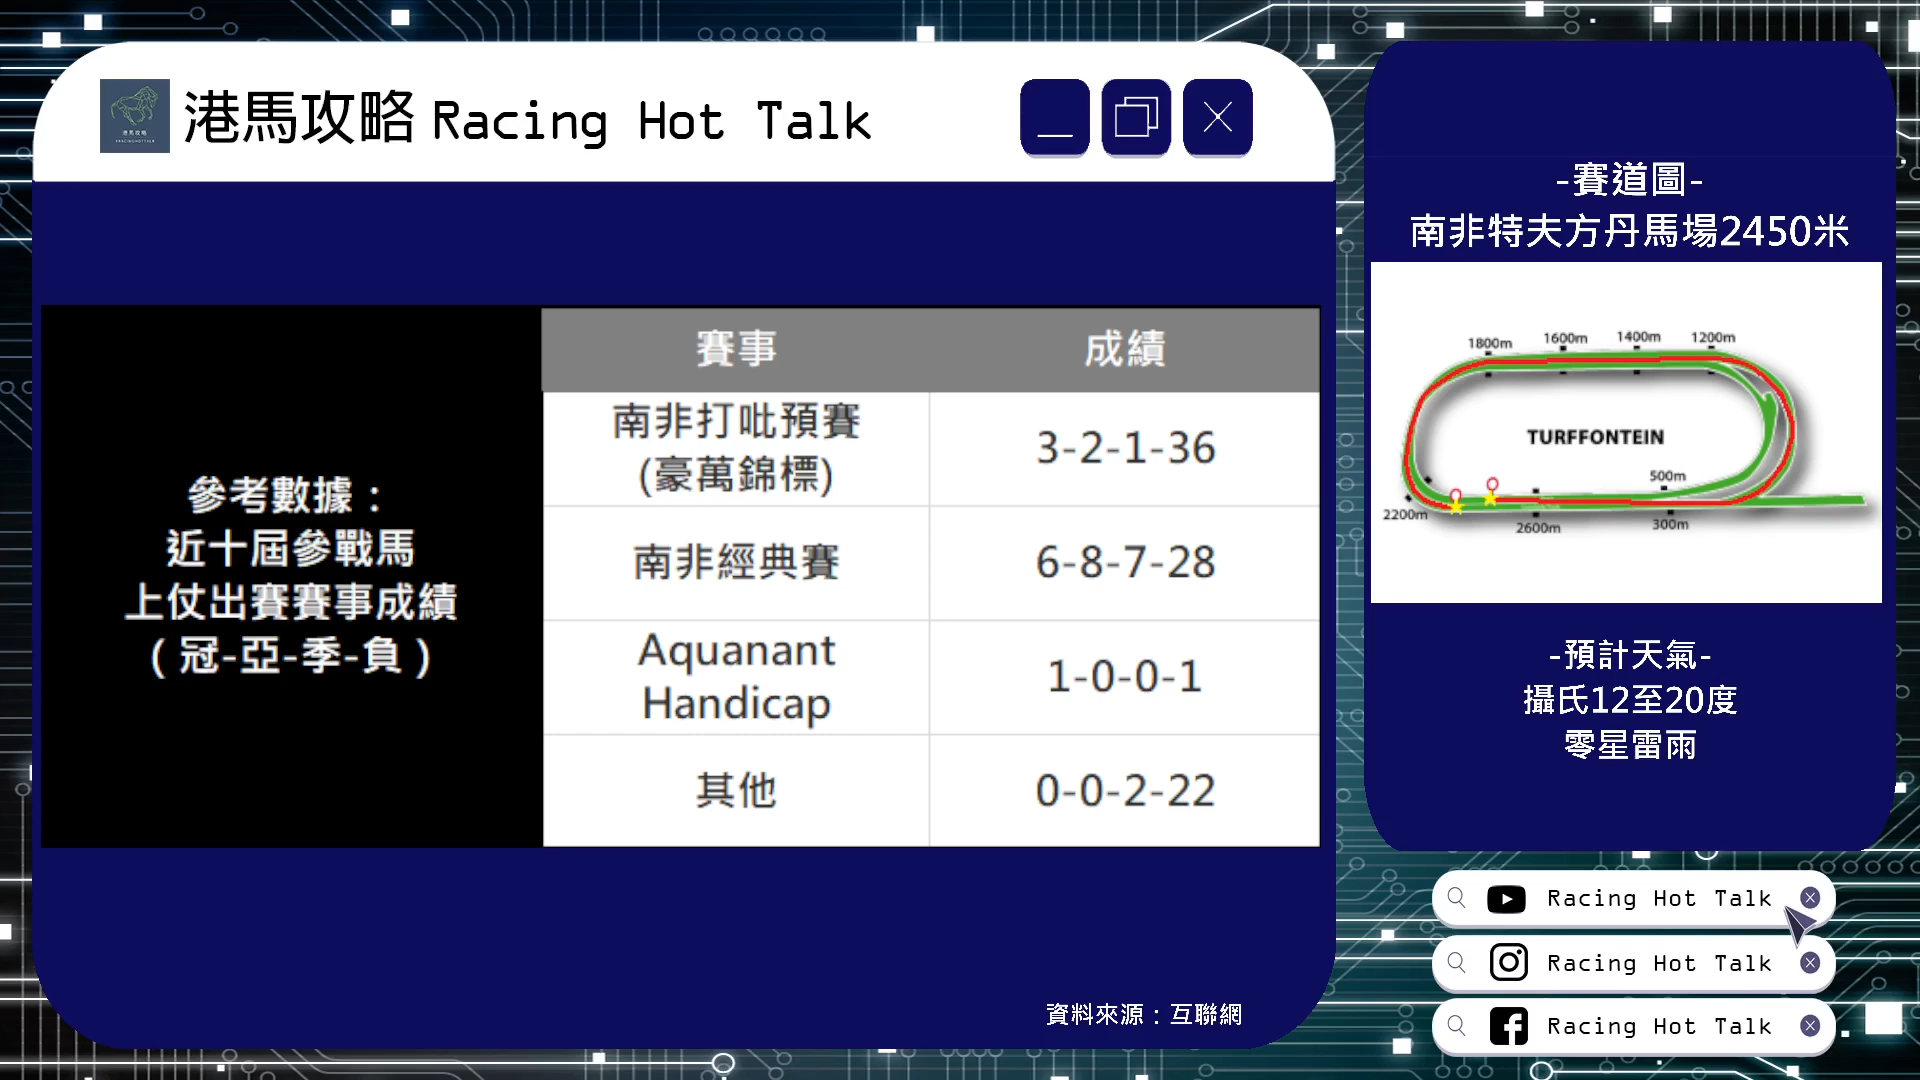 港馬攻略 Racing Hot Talk
參考數據：
近十屆參戰馬
上仗出賽賽事成績
（冠-亞-季-負）
賽事 成績
南非打吡預賽
(豪萬錦標) 3-2-1-36
南非經典賽 6-8-7-28
Aquanant
Handicap 1-0-0-1
其他 0-0-2-22
資料來源：互聯網
-賽道圖-
南非特夫方丹馬場2450米
1800m 1600m 1400m 1200m
TURFFONTEIN
500m
2200m 2600m 300m
-預計天氣-
攝氏12至20度
零星雷雨
Racing Hot Talk
Racing Hot Talk
Racing Hot Talk